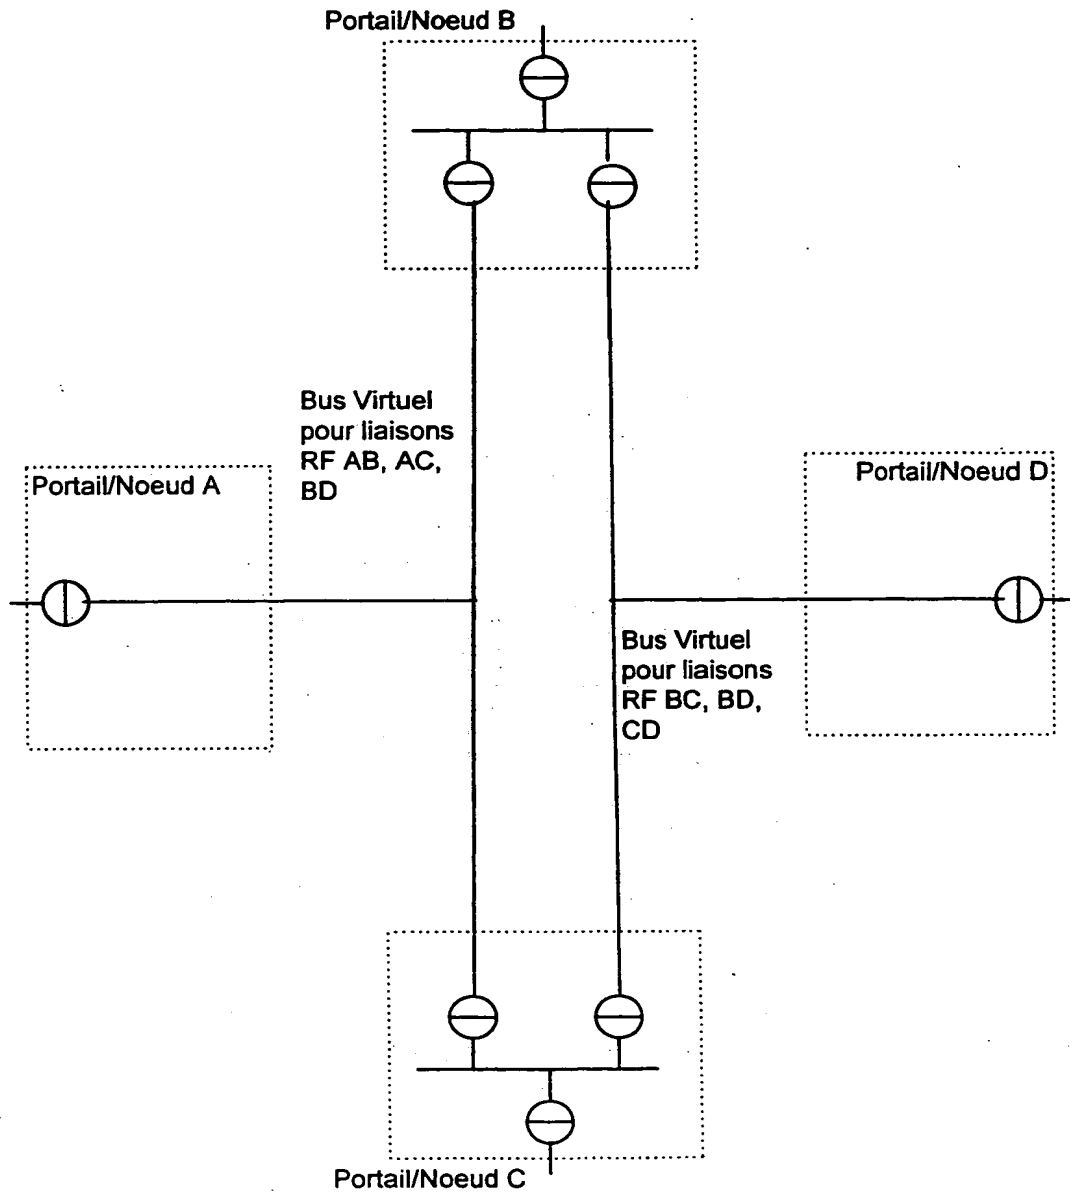 Portail/Noeud B
Bus Virtuel
pour liaisons
RF AB, AC,
BD
Portail/Noeud A
Portail/Noeud D
Bus Virtuel
pour liaisons
RF BC, BD,
CD
Portail/Noeud C